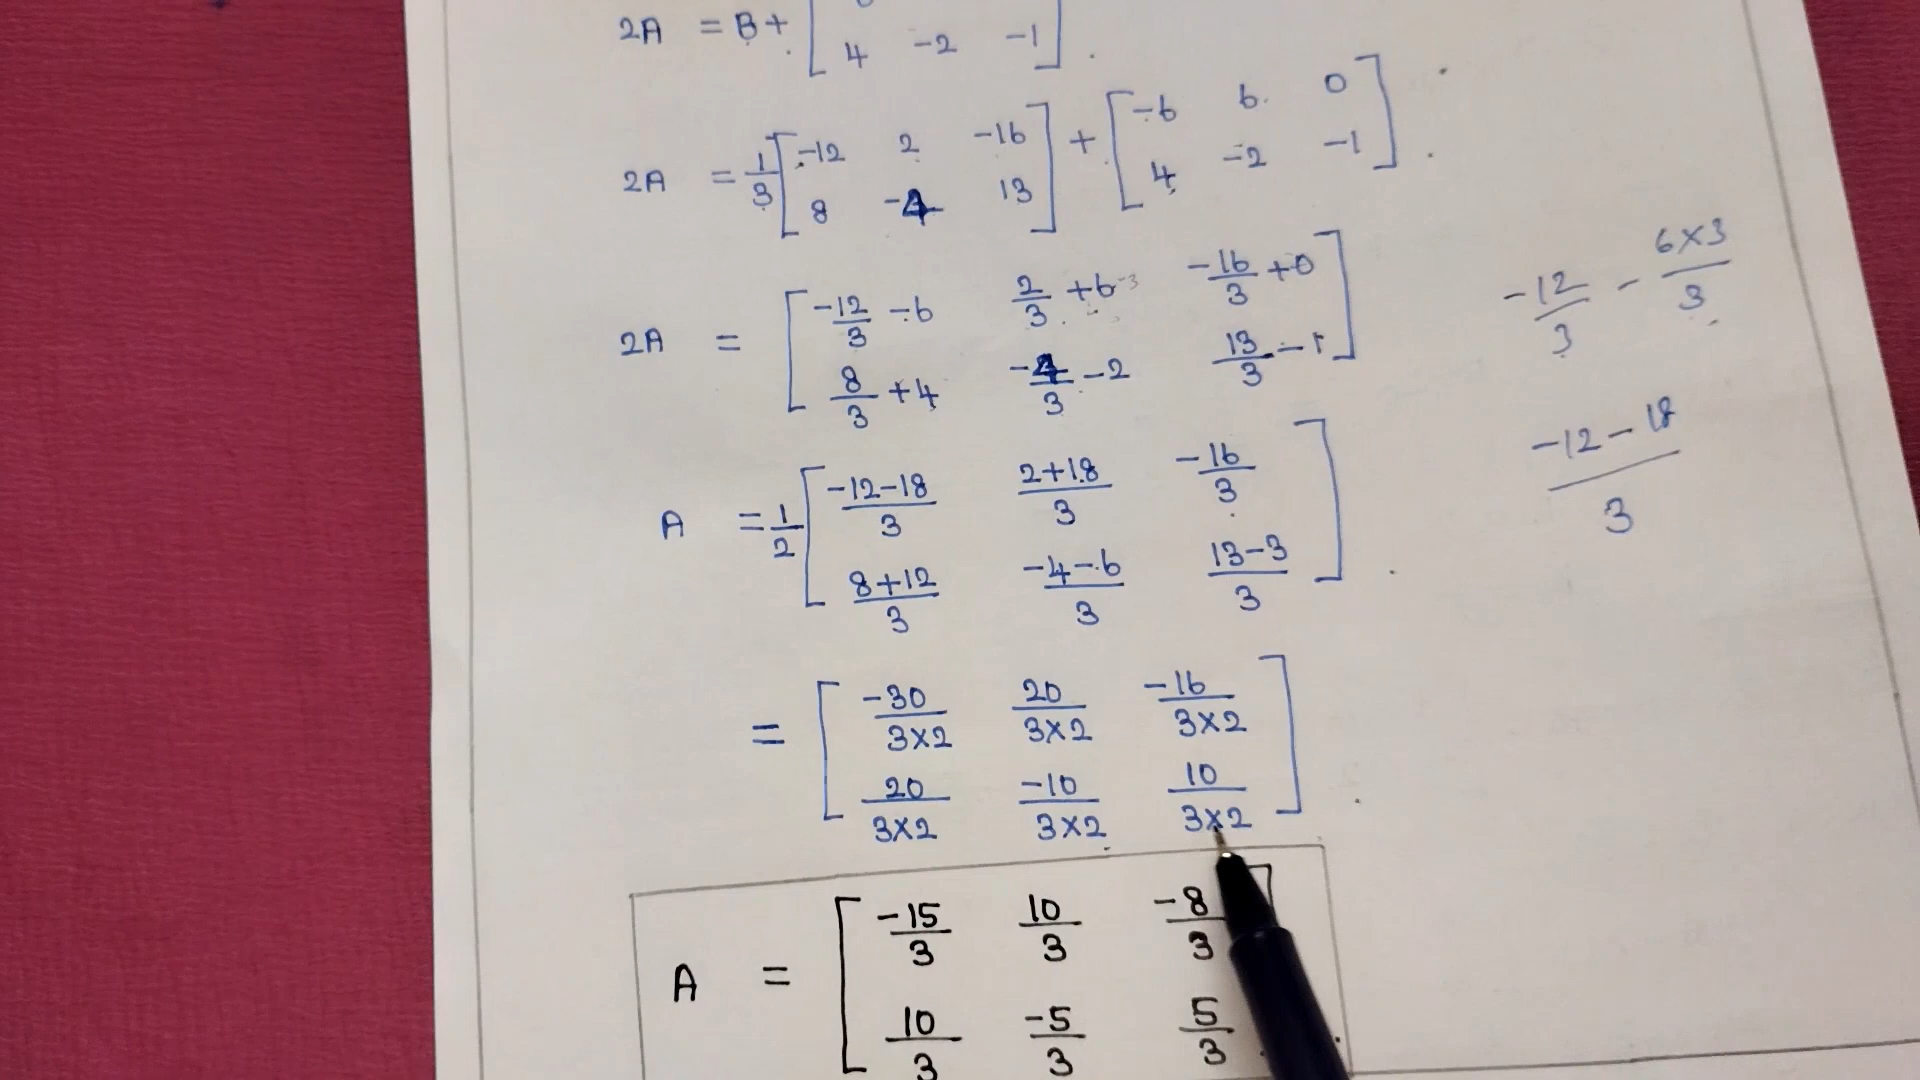 2A = B + [
4 -2 -1 ] .
2A = 1/3 [ -12 2 -16 ] + [ -6 6 0 ] .
[ 8 -4 13 ] [ 4 -2 -1 ] .
2A = [ -12/3 -6 2/3 +6 -16/3 +0 ]
[ 8/3 +4 -4/3 -2 13/3 -1 ]
-12/3 - 6×3/3
A = 1/2 [ -12-18/3 2+18/3 -16/3 ]
[ 8+12/3 -4-6/3 13-3/3 ] .
-12-18/3
= [ -30/3×2 20/3×2 -16/3×2 ]
[ 20/3×2 -10/3×2 10/3×2 ] .
A = [ -15/3 10/3 -8/3 ]
[ 10/3 -5/3 5/3